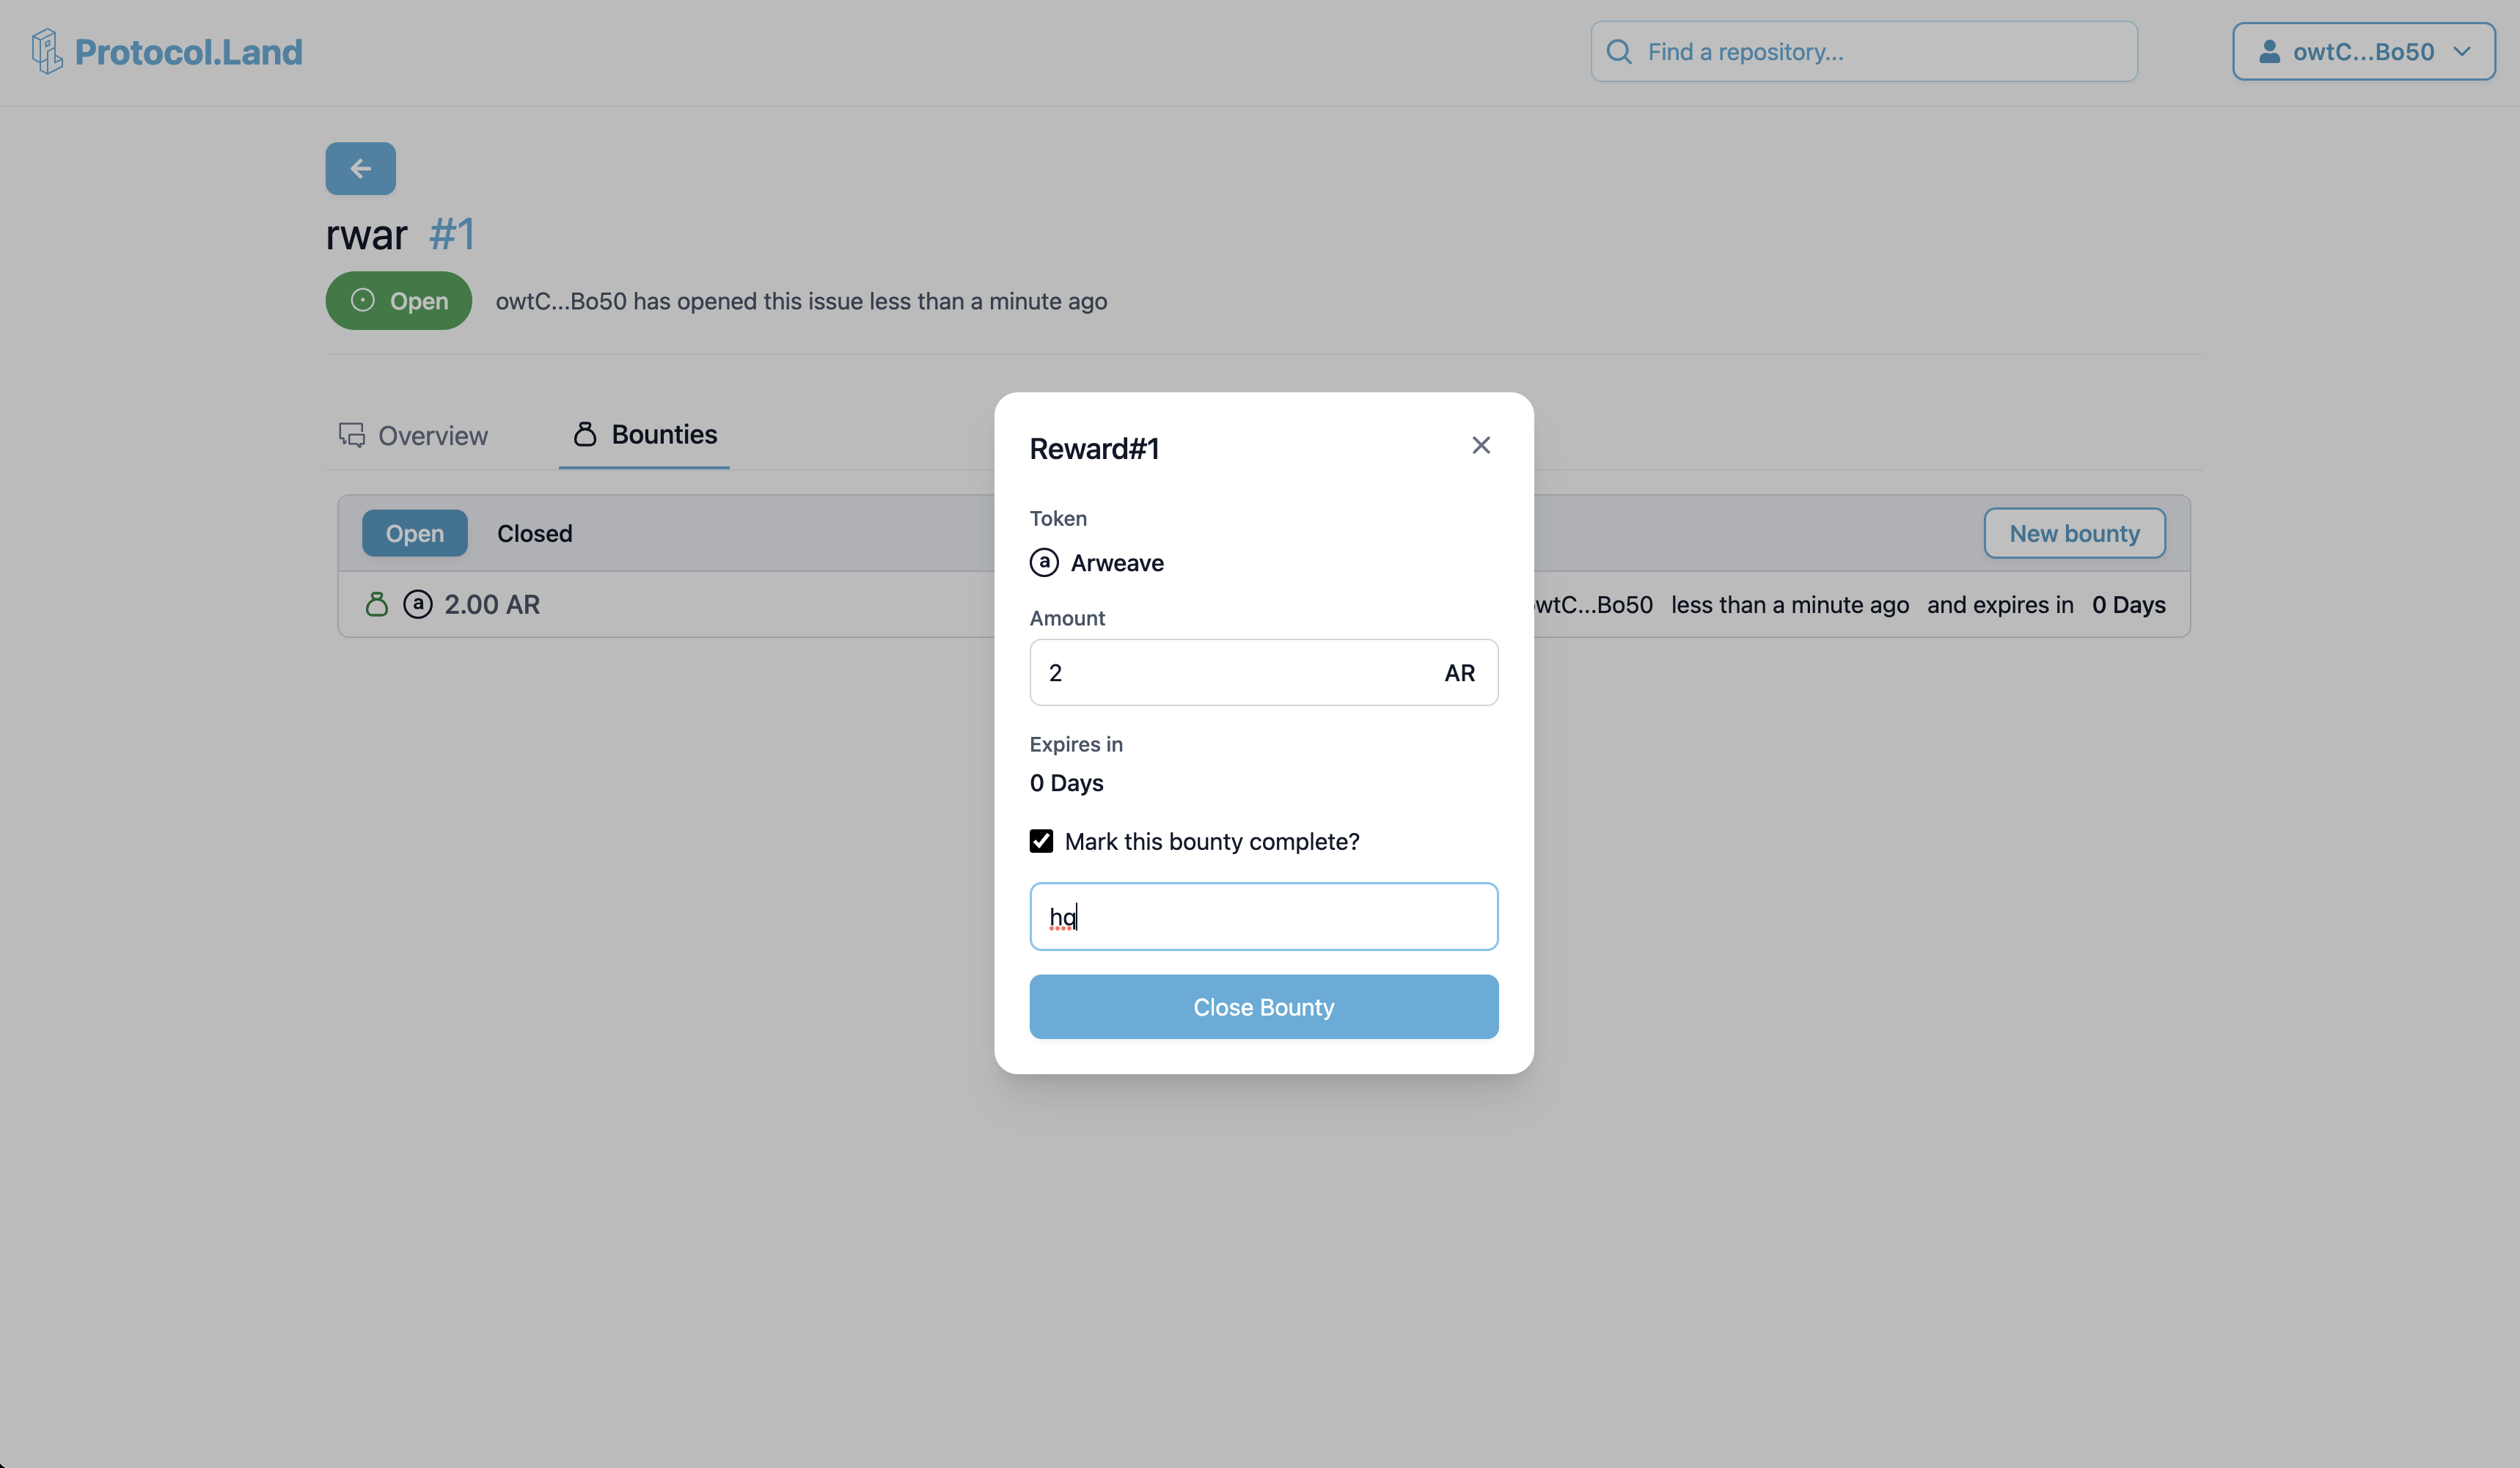 Protocol.Land
Find a repository...
owtC...Bo50
rwar #1
Open
owtC...Bo50 has opened this issue less than a minute ago
Overview
Bounties
Open
Closed
New bounty
2.00 AR
owtC...Bo50 less than a minute ago and expires in 0 Days
Reward#1
Token
a Arweave
Amount
2 AR
Expires in
0 Days
Mark this bounty complete?
hq
Close Bounty